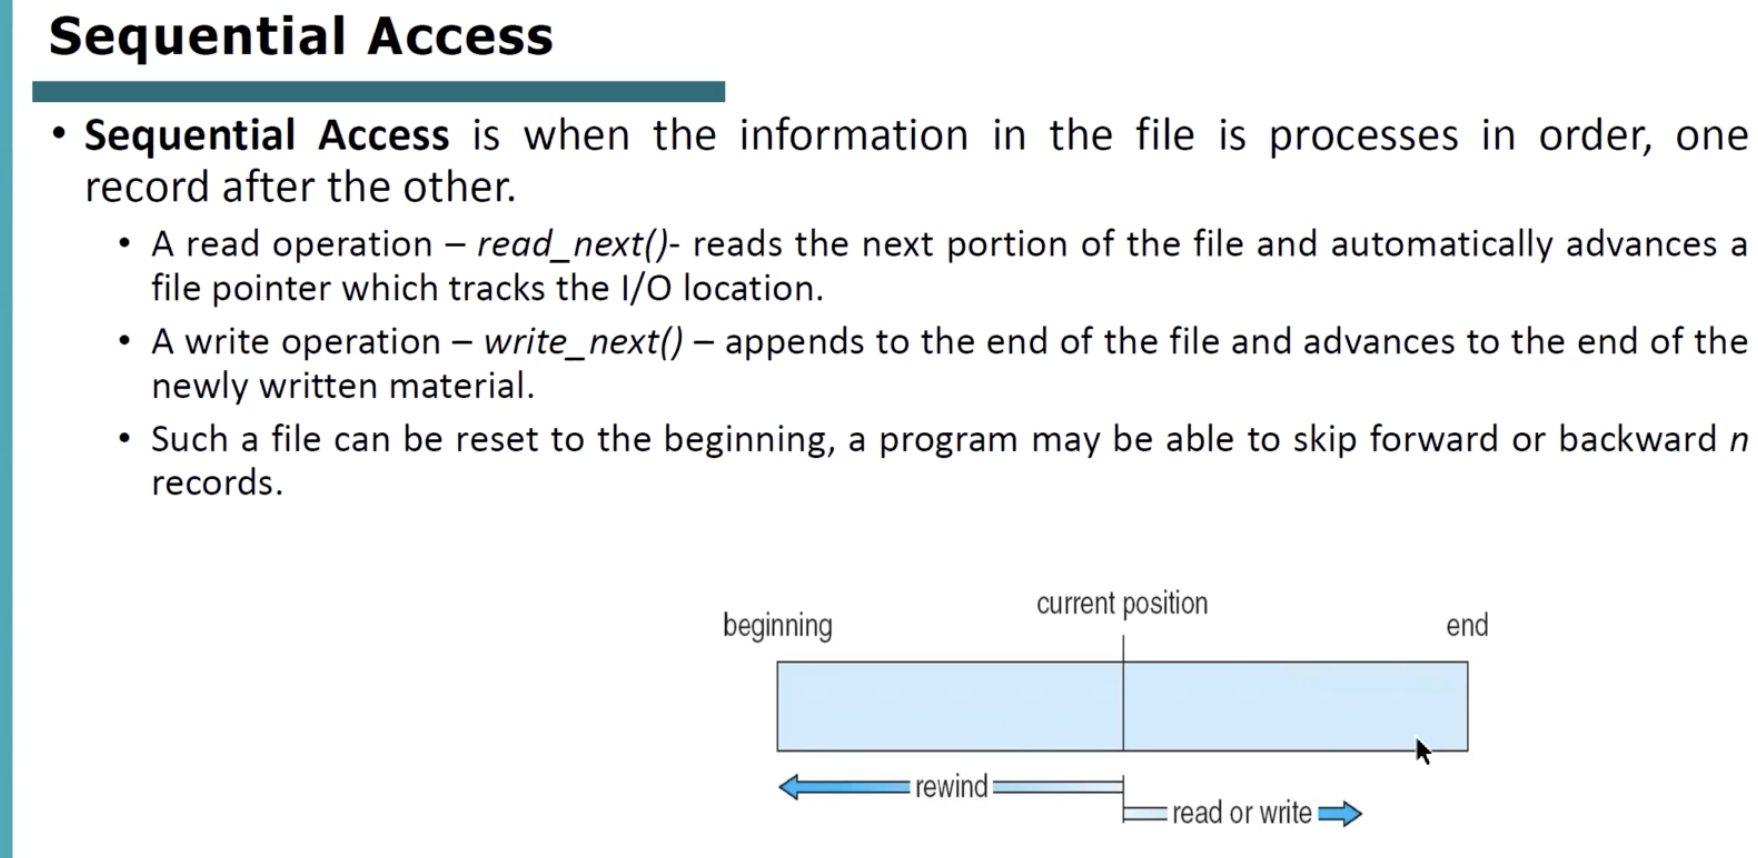 Sequential Access
• Sequential Access is when the information in the file is processes in order, one
record after the other.
• A read operation – read_next()- reads the next portion of the file and automatically advances a
file pointer which tracks the I/O location.
• A write operation – write_next() – appends to the end of the file and advances to the end of the
newly written material.
• Such a file can be reset to the beginning, a program may be able to skip forward or backward n
records.
current position
beginning end
rewind
read or write